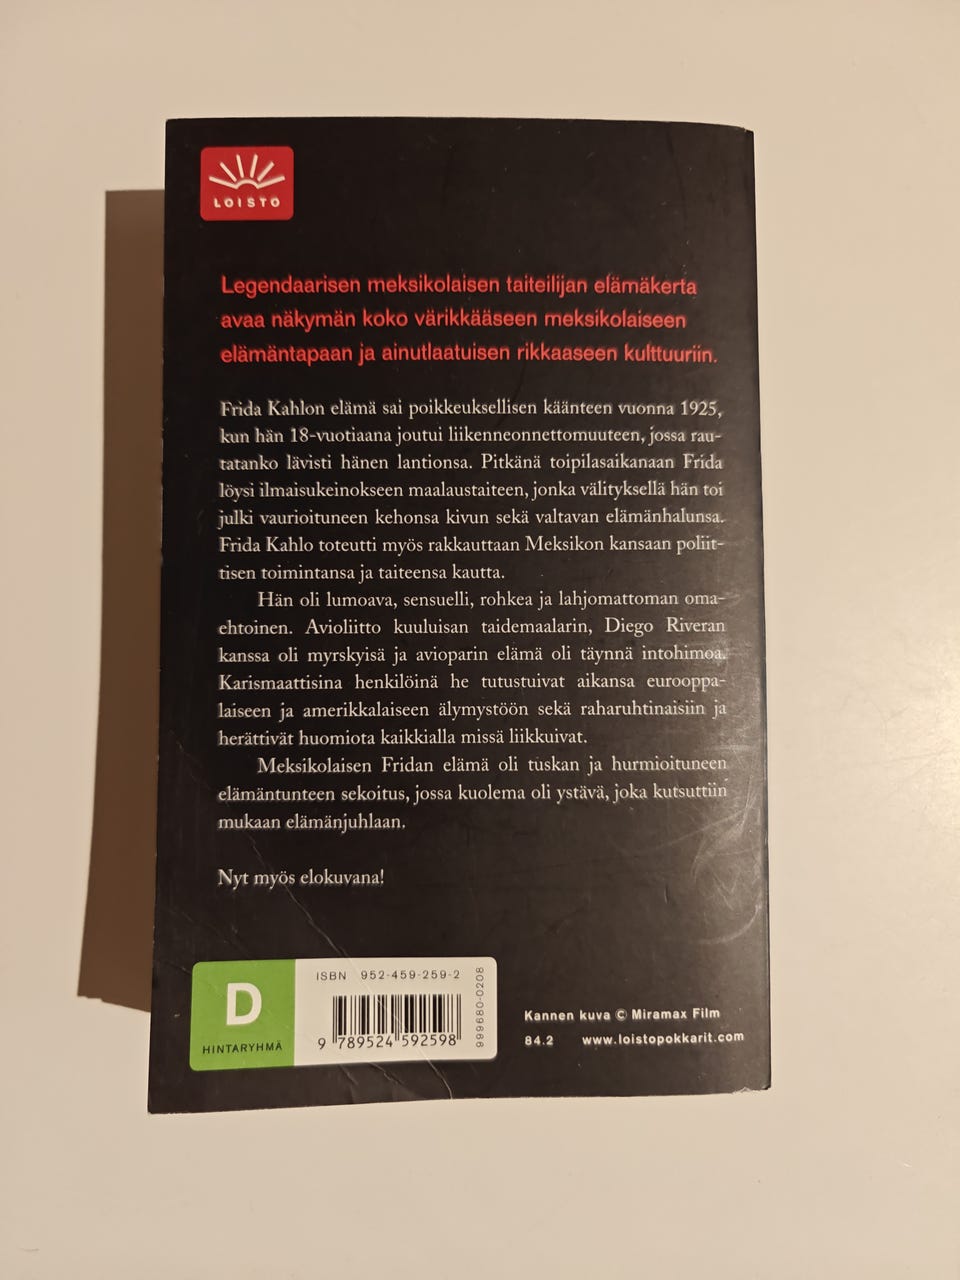 LOISTO
Legendaarisen meksikolaisen taiteilijan elämäkerta
avaa näkymän koko värikkääseen meksikolaiseen
elämäntapaan ja ainutlaatuisen rikkaaseen kulttuuriin.
Frida Kahlon elämä sai poikkeuksellisen käänteen vuonna 1925,
kun hän 18-vuotiaana joutui liikenneonnettomuuteen, jossa rau-
tatanko lävisti hänen lantionsa. Pitkänä toipilasaikanaan Frida
löysi ilmaisukeinokseen maalaustaiteen, jonka välityksellä hän toi
julki vaurioituneen kehonsa kivun sekä valtavan elämänhalunsa.
Frida Kahlo toteutti myös rakkauttaan Meksikon kansaan poliit-
tisen toimintansa ja taiteensa kautta.
Hän oli lumoava, sensuelli, rohkea ja lahjomattoman oma-
ehtoinen. Avioliitto kuuluisan taidemaalarin, Diego Riveran
kanssa oli myrskyisä ja avioparin elämä oli täynnä intohimoa.
Karismaattisina henkilöinä he tutustuivat aikansa eurooppa-
laiseen ja amerikkalaiseen älymystöön sekä raharuhtinaisiin ja
herättivät huomiota kaikkialla missä liikkuivat.
Meksikolaisen Fridan elämä oli tuskan ja hurmioituneen
elämäntunteen sekoitus, jossa kuolema oli ystävä, joka kutsuttiin
mukaan elämänjuhlaan.
Nyt myös elokuvana!
D
HINTARYHMÄ
ISBN 952-459-259-2
9 789524 592598
999680-0208
Kannen kuva © Miramax Film
84.2 www.loistopokkarit.com